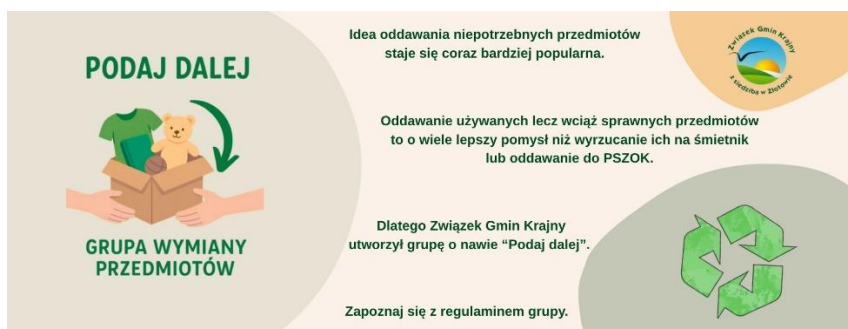 PODAJ DALEJ
GRUPA WYMIANY
PRZEDMIOTÓW
Idea oddawania niepotrzebnych przedmiotów
staje się coraz bardziej popularna.
Oddawanie używanych lecz wciąż sprawnych przedmiotów
to o wiele lepszy pomysł niż wyrzucanie ich na śmietnik
lub oddawanie do PSZOK.
Dlatego Związek Gmin Krajny
utworzył grupę o nawie “Podaj dalej”.
Zapoznaj się z regulaminem grupy.
Związek Gmin Krajny
z siedzibą w Złotowie